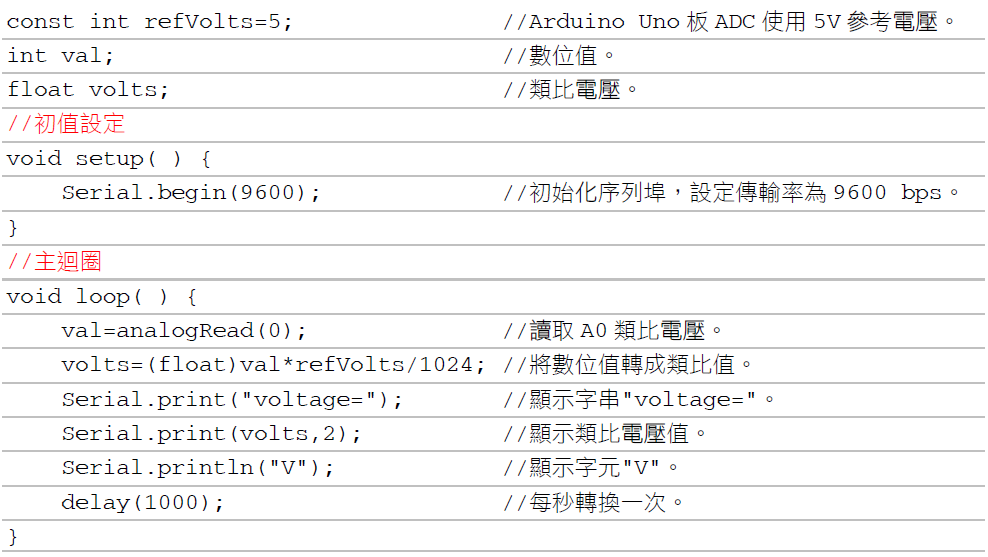 const int refVolts=5; //Arduino Uno 板 ADC 使用 5V 參考電壓。
int val; //數位值。
float volts; //類比電壓。
//初值設定
void setup( ) {
    Serial.begin(9600); //初始化序列埠，設定傳輸率為 9600 bps。
}
//主迴圈
void loop( ) {
    val=analogRead(0); //讀取 A0 類比電壓。
    volts=(float)val*refVolts/1024; //將數位值轉成類比值。
    Serial.print("voltage="); //顯示字串"voltage="。
    Serial.print(volts,2); //顯示類比電壓值。
    Serial.println("V"); //顯示字元"V"。
    delay(1000); //每秒轉換一次。
}